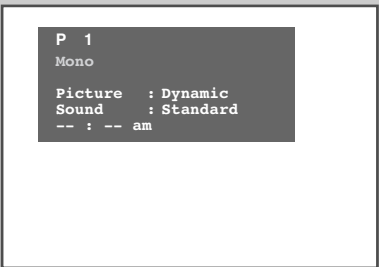 P 1
Mono
Picture : Dynamic
Sound : Standard
-- : -- am